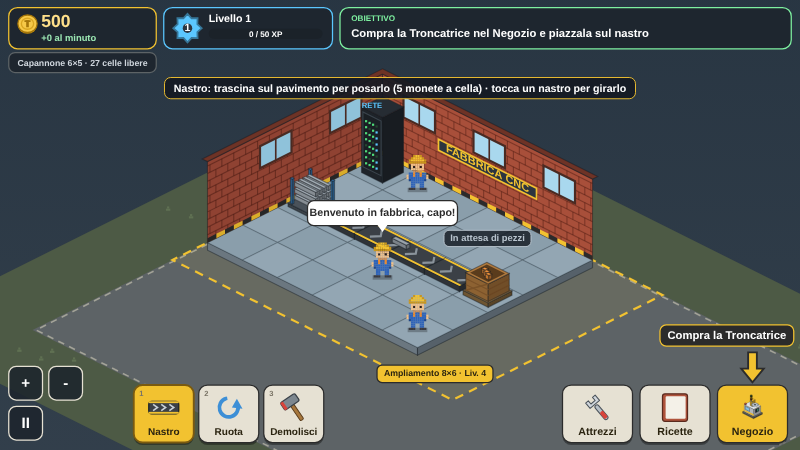 500
+0 al minuto
Capannone 6×5 · 27 celle libere
1
Livello 1
0 / 50 XP
OBIETTIVO
Compra la Troncatrice nel Negozio e piazzala sul nastro
Nastro: trascina sul pavimento per posarlo (5 monete a cella) · tocca un nastro per girarlo
RETE
FABBRICA CNC
Benvenuto in fabbrica, capo!
In attesa di pezzi
Compra la Troncatrice
Ampliamento 8×6 · Liv. 4
+
-
II
1
Nastro
2
Ruota
3
Demolisci
Attrezzi
Ricette
Negozio